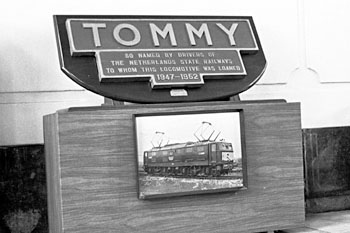 TOMMY
SO NAMED BY DRIVERS OF
THE NETHERLANDS STATE RAILWAYS
TO WHOM THIS LOCOMOTIVE WAS LOANED
1947-1952